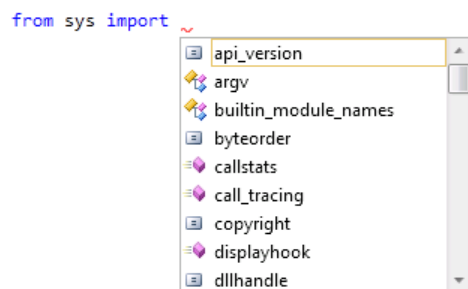 from sys import
api_version
argv
builtin_module_names
byteorder
callstats
call_tracing
copyright
displayhook
dllhandle